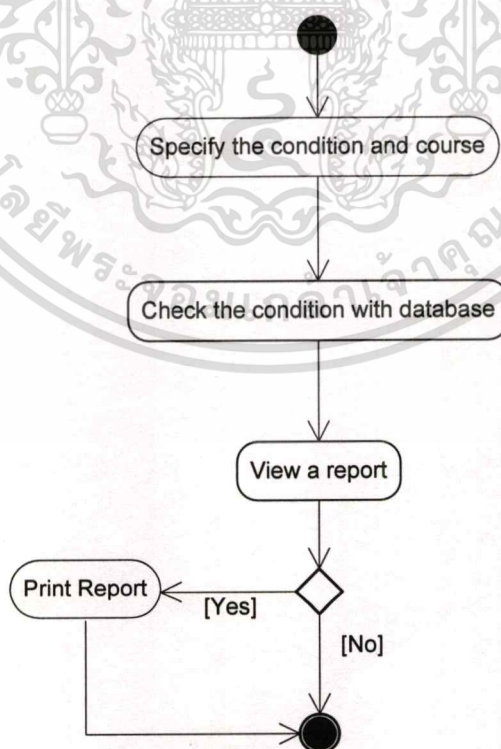 Specify the condition and course
Check the condition with database
View a report
Print Report
[Yes]
[No]